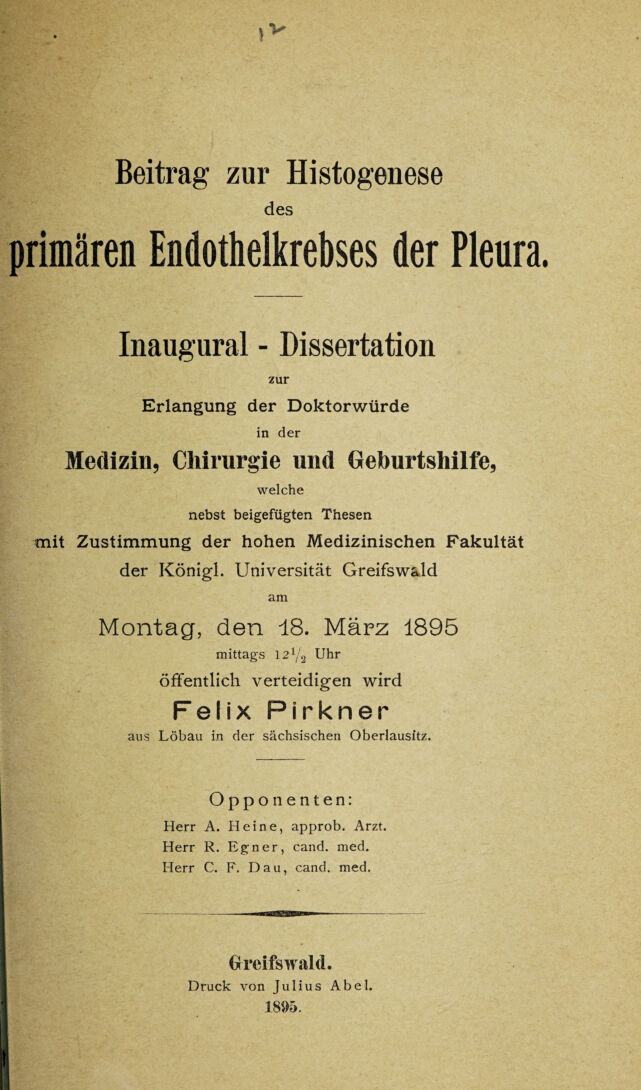 Beitrag zur Histogenese
des
primären Endothelkrebses der Pleura.
Inaugural - Dissertation
zur
Erlangung der Doktorwürde
in der
Medizin, Chirurgie und Geburtshilfe,
welche
nebst beigefügten Thesen
mit Zustimmung der hohen Medizinischen Fakultät
der Königl. Universität Greifswald
am
Montag, den 18. März 1895
mittags 12½ Uhr
öffentlich verteidigen wird
Felix Pirkner
aus Löbau in der sächsischen Oberlausitz.
Opponenten:
Herr A. Heine, approb. Arzt.
Herr R. Egner, cand. med.
Herr C. F. Dau, cand. med.
Greifswald.
Druck von Julius Abel.
1895.